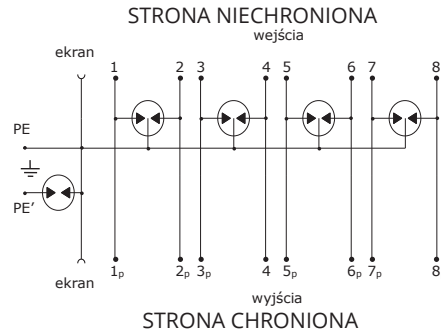 STRONA NIECHRONIONA
wejścia
ekran
1 2 3 4 5 6 7 8
PE
PE'
1p 2p 3p 4 5p 6p 7p 8
ekran
wyjścia
STRONA CHRONIONA